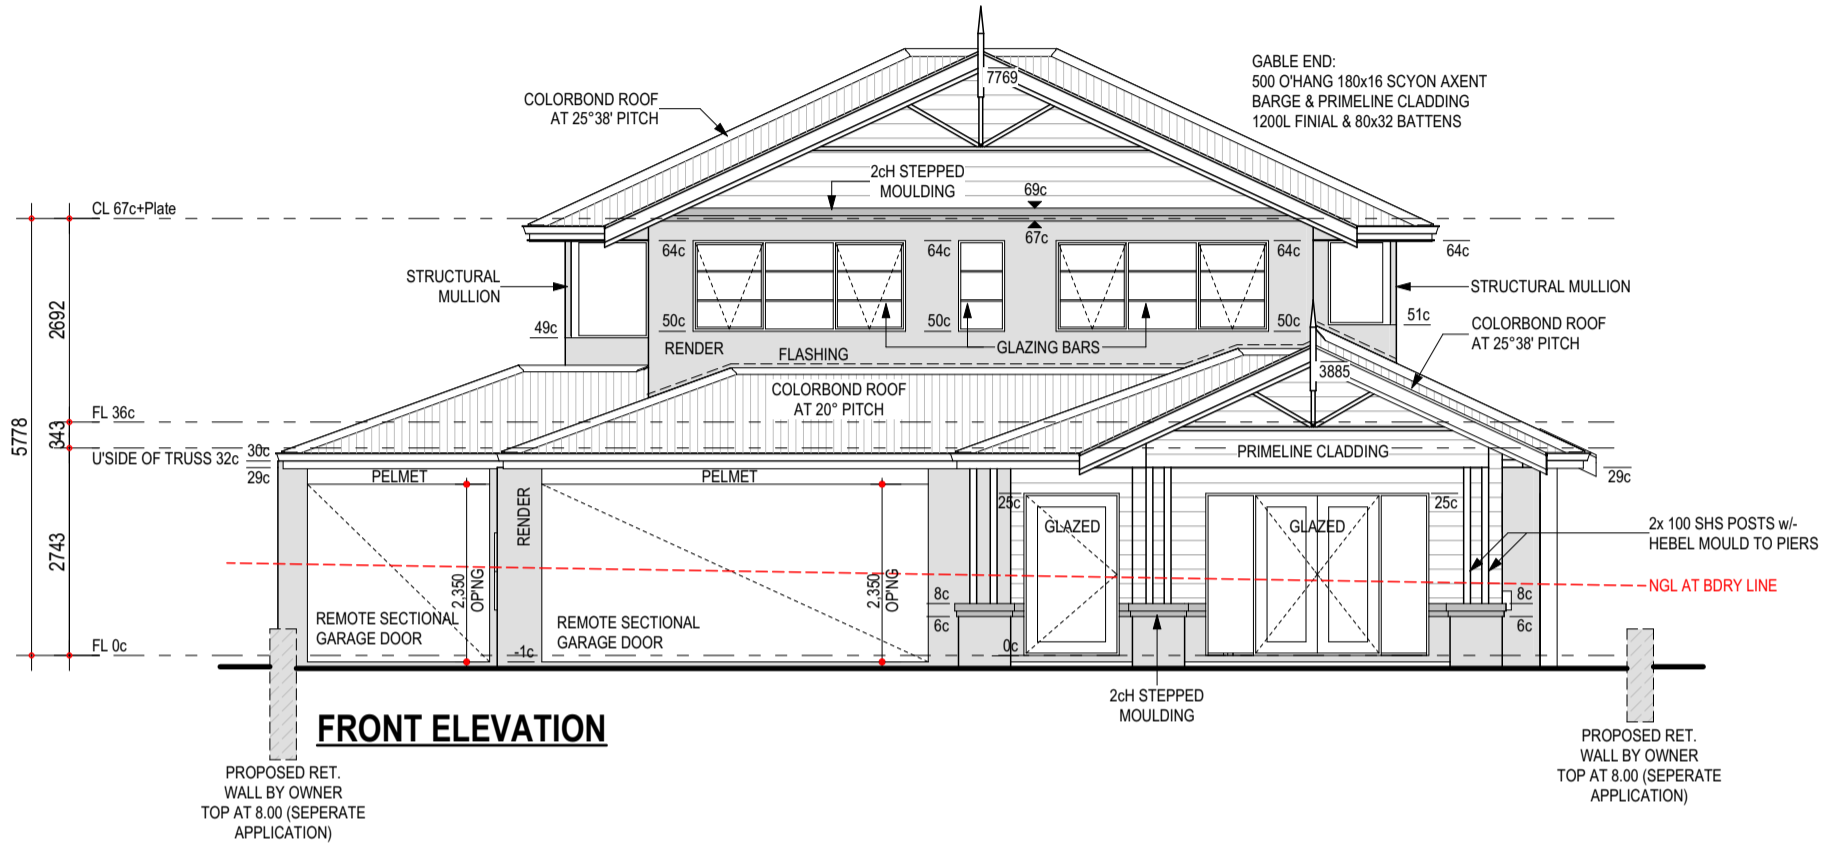 7769
GABLE END:
500 O'HANG 180x16 SCYON AXENT
BARGE & PRIMELINE CLADDING
1200L FINIAL & 80x32 BATTENS
COLORBOND ROOF
AT 25°38' PITCH
2cH STEPPED
MOULDING
69c
67c
CL 67c+Plate
64c
64c
64c
64c
STRUCTURAL
MULLION
STRUCTURAL MULLION
49c
50c
50c
50c
51c
COLORBOND ROOF
AT 25°38' PITCH
RENDER
FLASHING
GLAZING BARS
2692
5778
343
2743
3885
COLORBOND ROOF
AT 20° PITCH
FL 36c
U'SIDE OF TRUSS 32c
30c
29c
PELMET
PELMET
PRIMELINE CLADDING
29c
RENDER
25c
GLAZED
GLAZED
25c
2x 100 SHS POSTS w/-
HEBEL MOULD TO PIERS
NGL AT BDRY LINE
2,350
OP'NG
2,350
OP'NG
8c
6c
8c
6c
REMOTE SECTIONAL
GARAGE DOOR
REMOTE SECTIONAL
GARAGE DOOR
FL 0c
-1c
0c
2cH STEPPED
MOULDING
FRONT ELEVATION
PROPOSED RET.
WALL BY OWNER
TOP AT 8.00 (SEPERATE
APPLICATION)
PROPOSED RET.
WALL BY OWNER
TOP AT 8.00 (SEPERATE
APPLICATION)